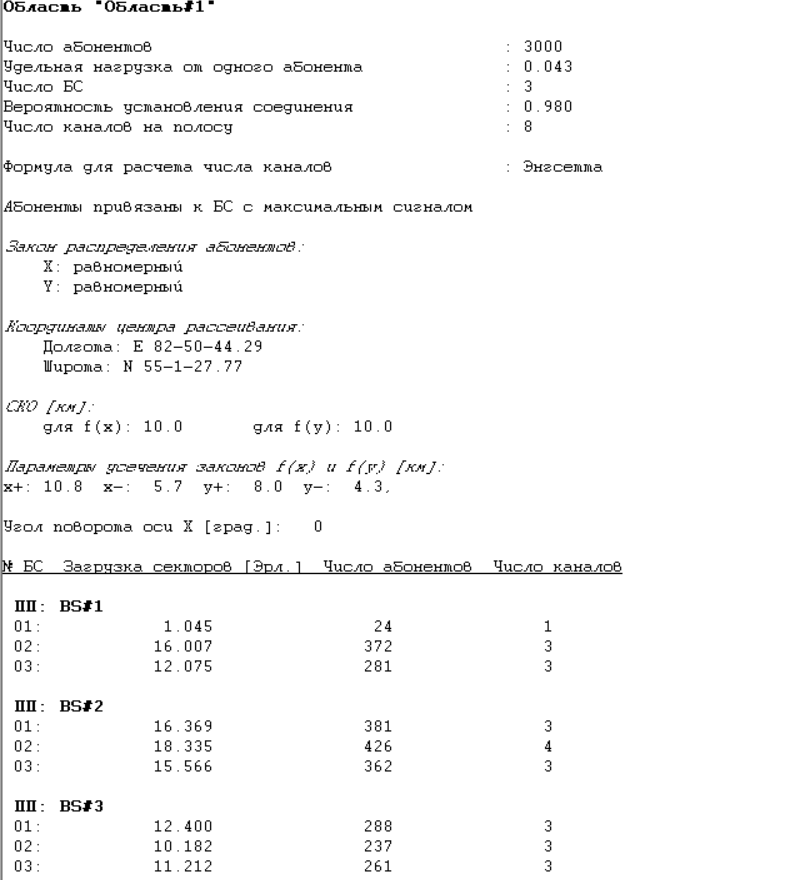 Область "Область#1"
Число абонентов : 3000
Удельная нагрузка от одного абонента : 0.043
Число БС : 3
Вероятность установления соединения : 0.980
Число каналов на полосу : 8
Формула для расчета числа каналов : Энгсетта
Абоненты привязаны к БС с максимальным сигналом
Закон распределения абонентов:
X: равномерный
Y: равномерный
Координаты центра рассеивания:
Долгота: E 82-50-44.29
Широта: N 55-1-27.77
СКО [км]:
для f(x): 10.0 для f(y): 10.0
Параметры усечения законов f(x) и f(y) [км]:
x+: 10.8 x-: 5.7 y+: 8.0 y-: 4.3,
Угол поворота оси X [град.]: 0
№ БС Загрузка секторов [Эрл.] Число абонентов Число каналов
ПП: BS#1
01: 1.045 24 1
02: 16.007 372 3
03: 12.075 281 3
ПП: BS#2
01: 16.369 381 3
02: 18.335 426 4
03: 15.566 362 3
ПП: BS#3
01: 12.400 288 3
02: 10.182 237 3
03: 11.212 261 3